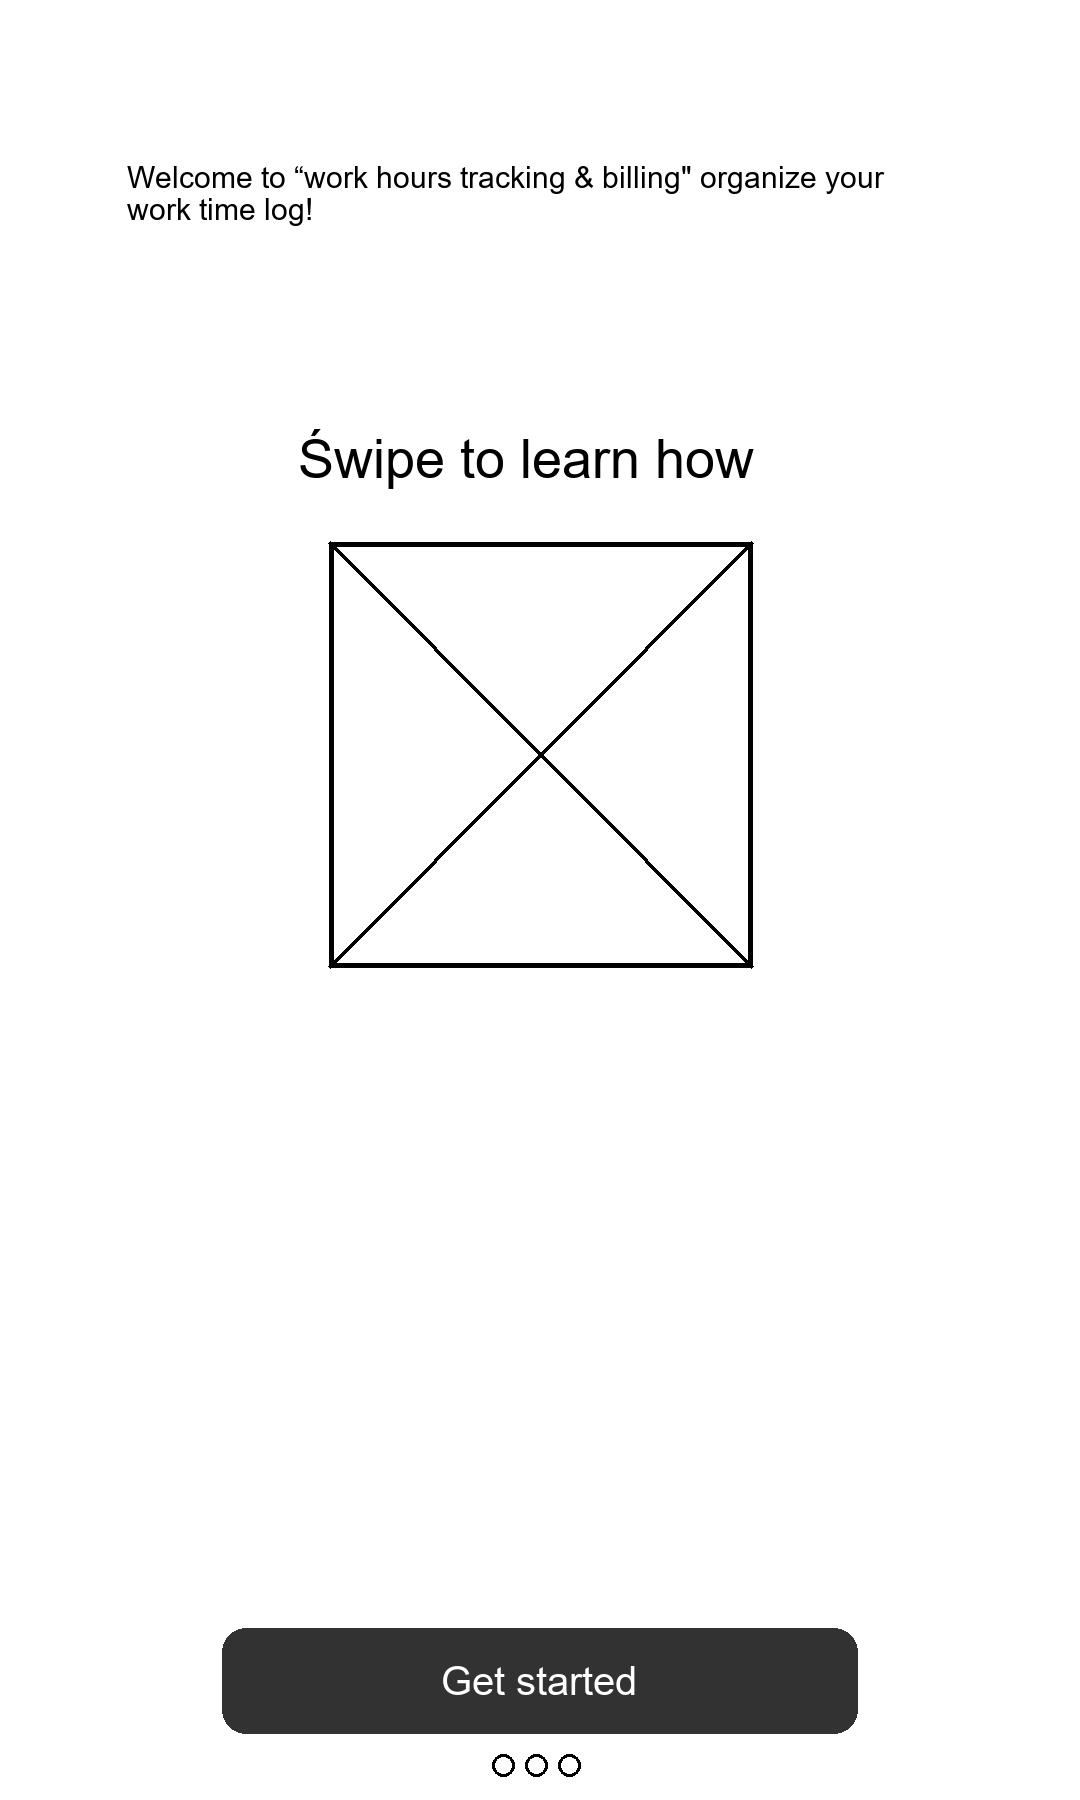 Welcome to “work hours tracking & billing" organize your
work time log!
Świpe to learn how
Get started